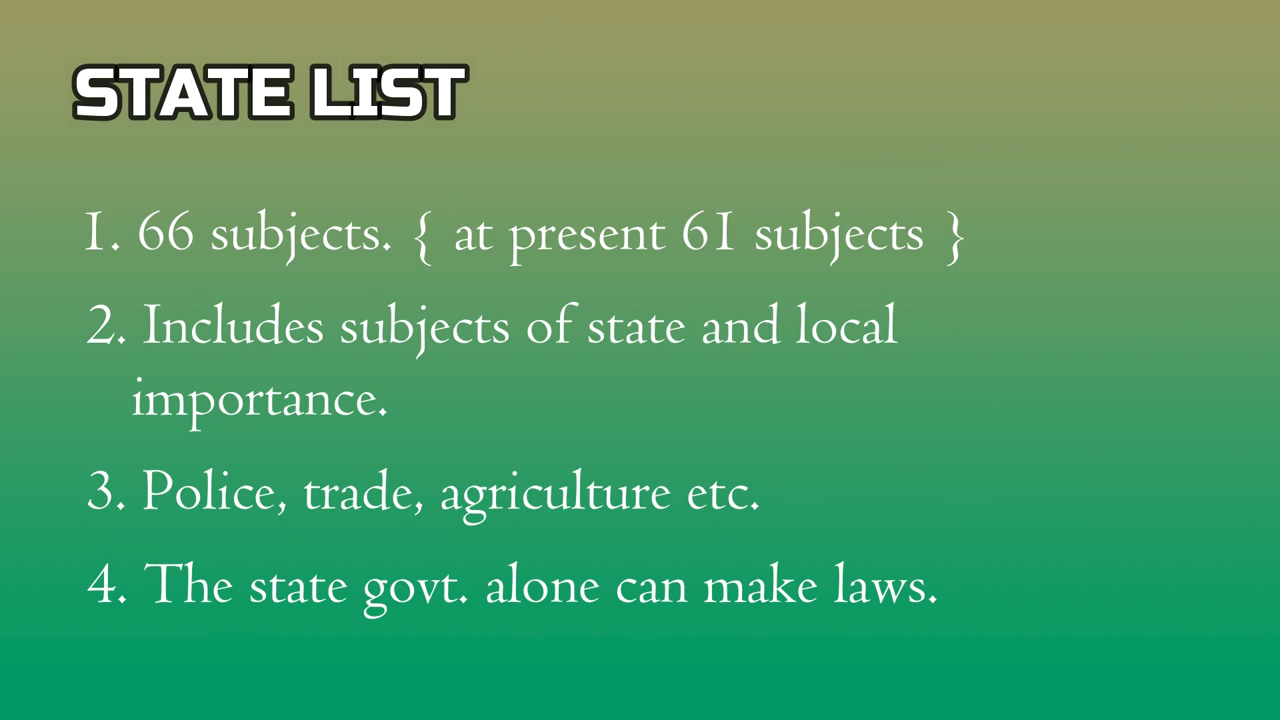 STATE LIST
1. 66 subjects. { at present 61 subjects }
2. Includes subjects of state and local
importance.
3. Police, trade, agriculture etc.
4. The state govt. alone can make laws.